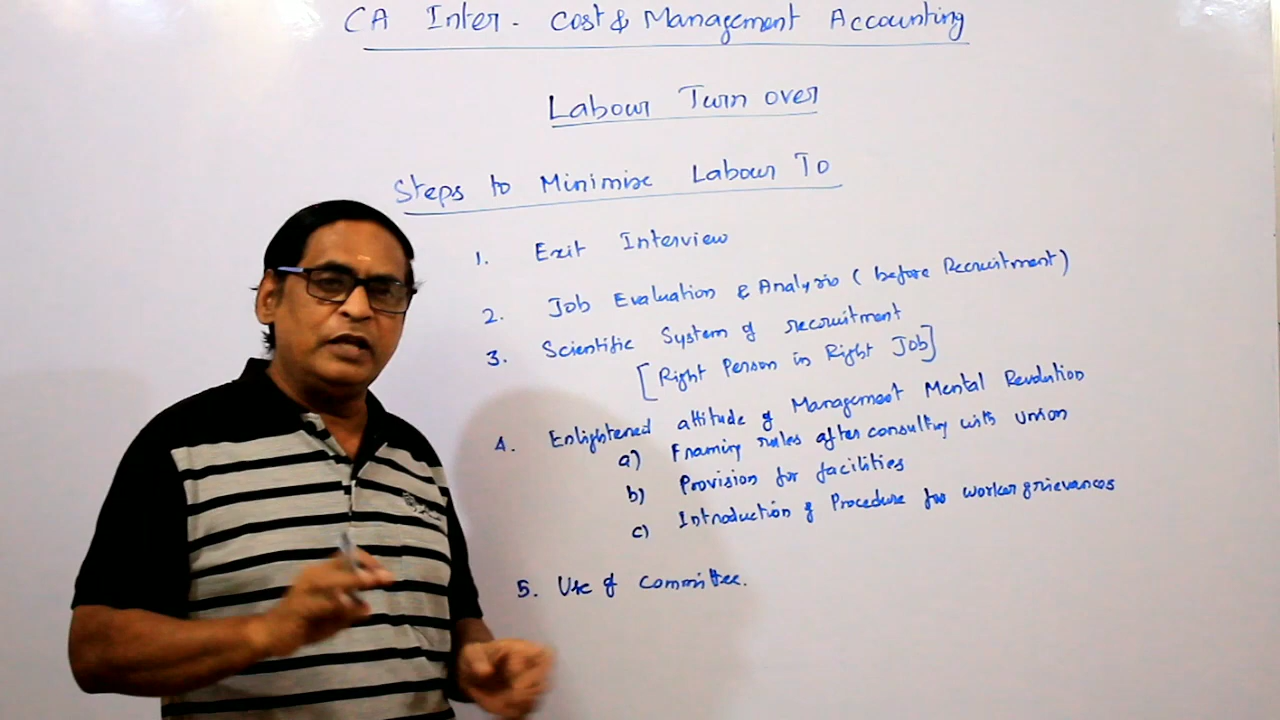 CA Inter - Cost & Management Accounting
Labour Turn over
Steps to Minimise Labour TO
1. Exit Interview
2. Job Evaluation & Analysis ( before Recruitment )
3. Scientific System of recruitment
[ Right Person in Right Job ]
4. Enlightened attitude of Management Mental Revolution
a) Framing rules after consulting with Union
b) Provision for facilities
c) Introduction of Procedure for worker grievances
5. Use of Committee.